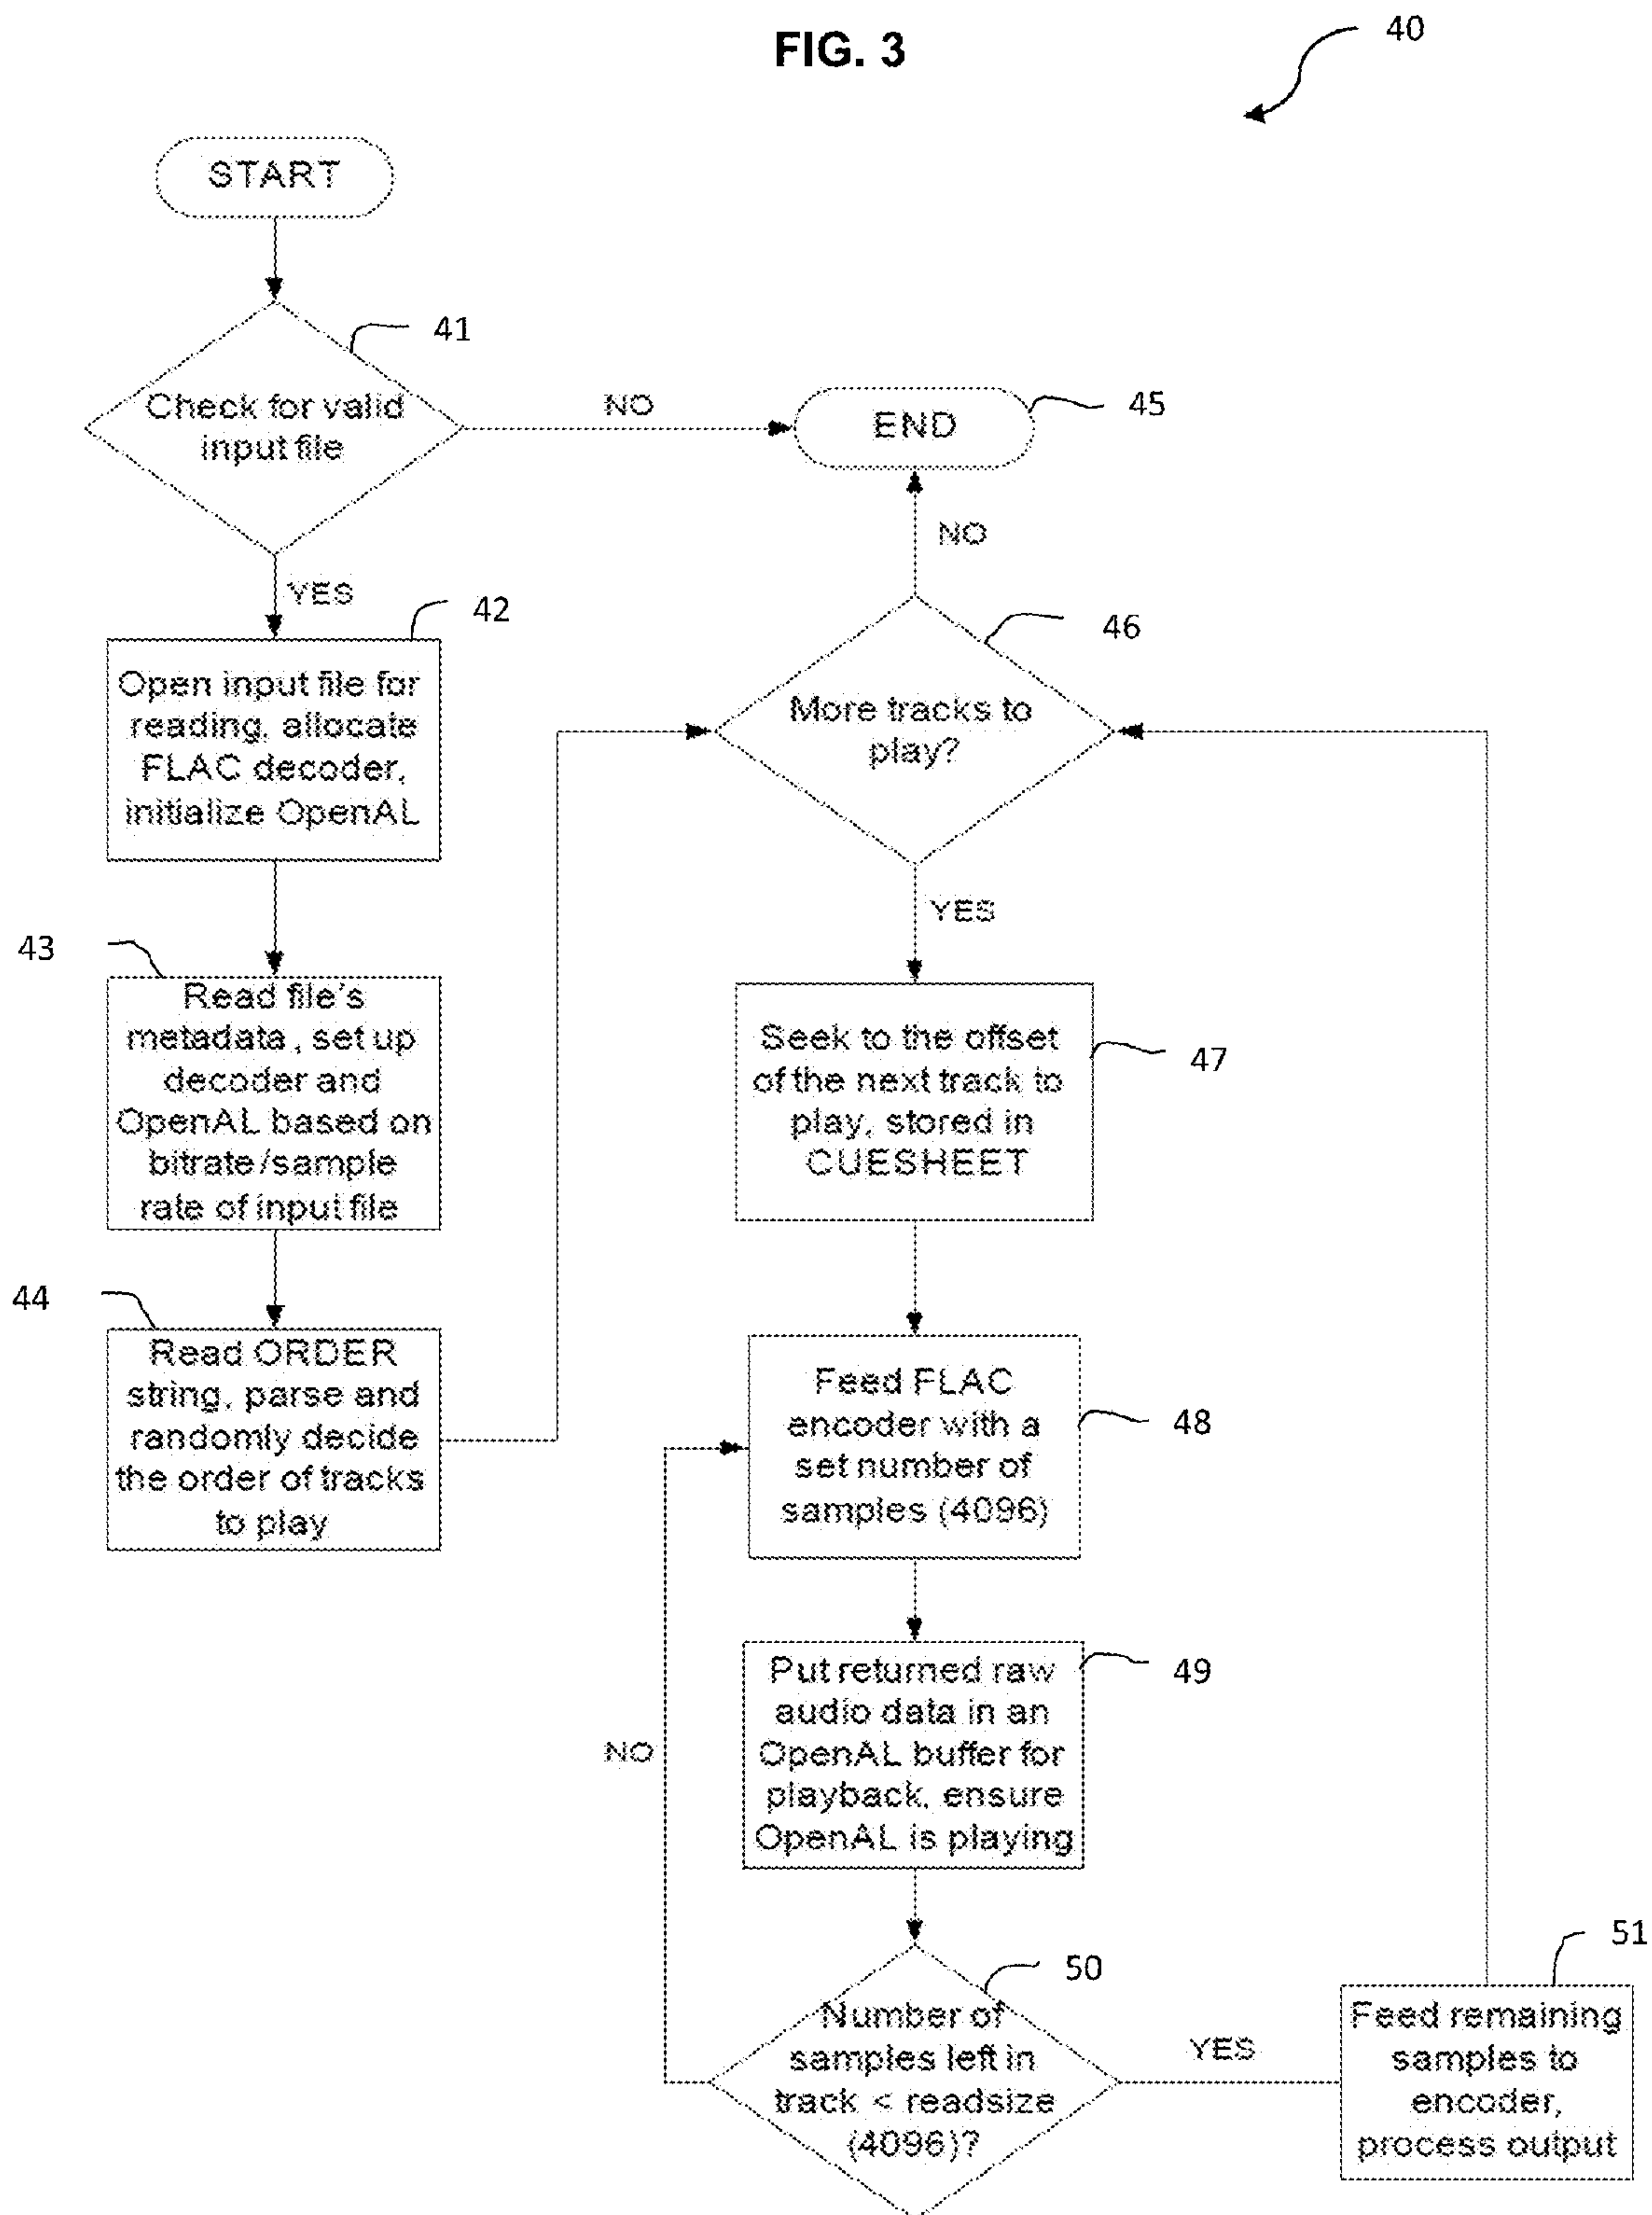 FIG. 3
40
START
41
Check for valid
input file
NO
END
45
YES
42
Open input file for
reading, allocate
FLAC decoder,
initialize OpenAL
43
Read file's
metadata, set up
decoder and
OpenAL based on
bitrate/sample
rate of input file
44
Read ORDER
string, parse and
randomly decide
the order of tracks
to play
NO
46
More tracks to
play?
YES
47
Seek to the offset
of the next track to
play, stored in
CUESHEET
48
Feed FLAC
encoder with a
set number of
samples (4096)
49
Put returned raw
audio data in an
OpenAL buffer for
playback, ensure
OpenAL is playing
NO
50
Number of
samples left in
track < readsize
(4096)?
YES
51
Feed remaining
samples to
encoder,
process output